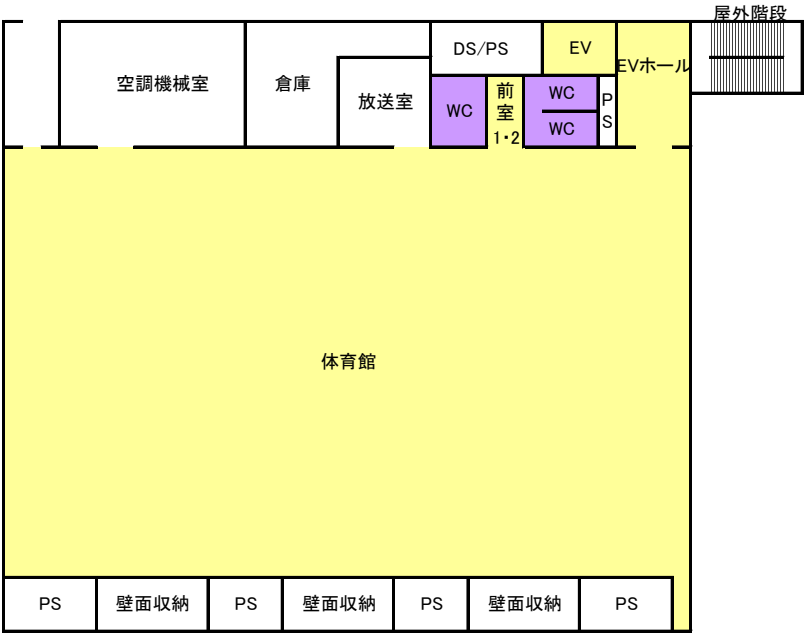 屋外階段
DS/PS
EV
EVホール
空調機械室
倉庫
放送室
WC
前
室
1・2
WC
WC
P
S
体育館
PS
壁面収納
PS
壁面収納
PS
壁面収納
PS